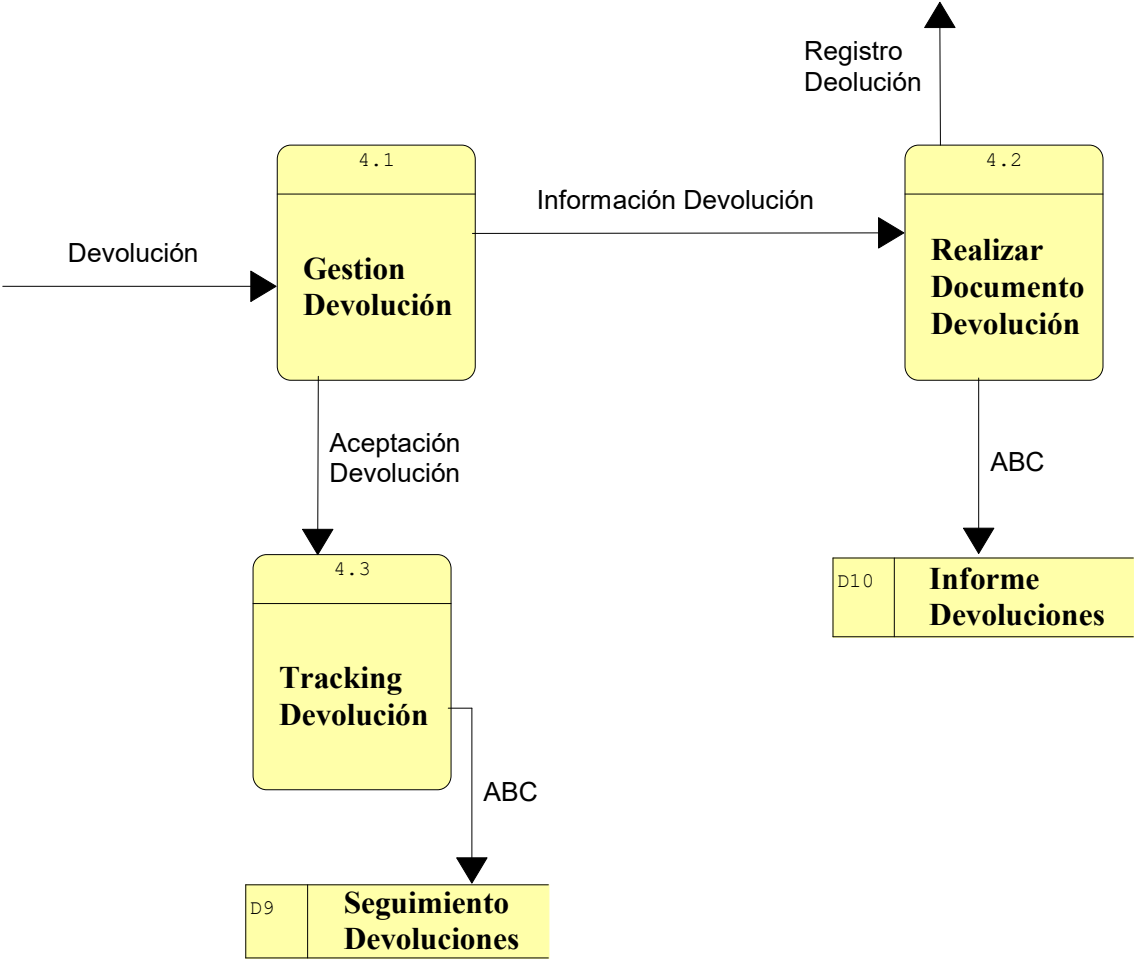 Registro
Deolución
4.1
4.2
Información Devolución
Devolución
Gestion
Devolución
Realizar
Documento
Devolución
Aceptación
Devolución
ABC
4.3
D10
Informe
Devoluciones
Tracking
Devolución
ABC
D9
Seguimiento
Devoluciones